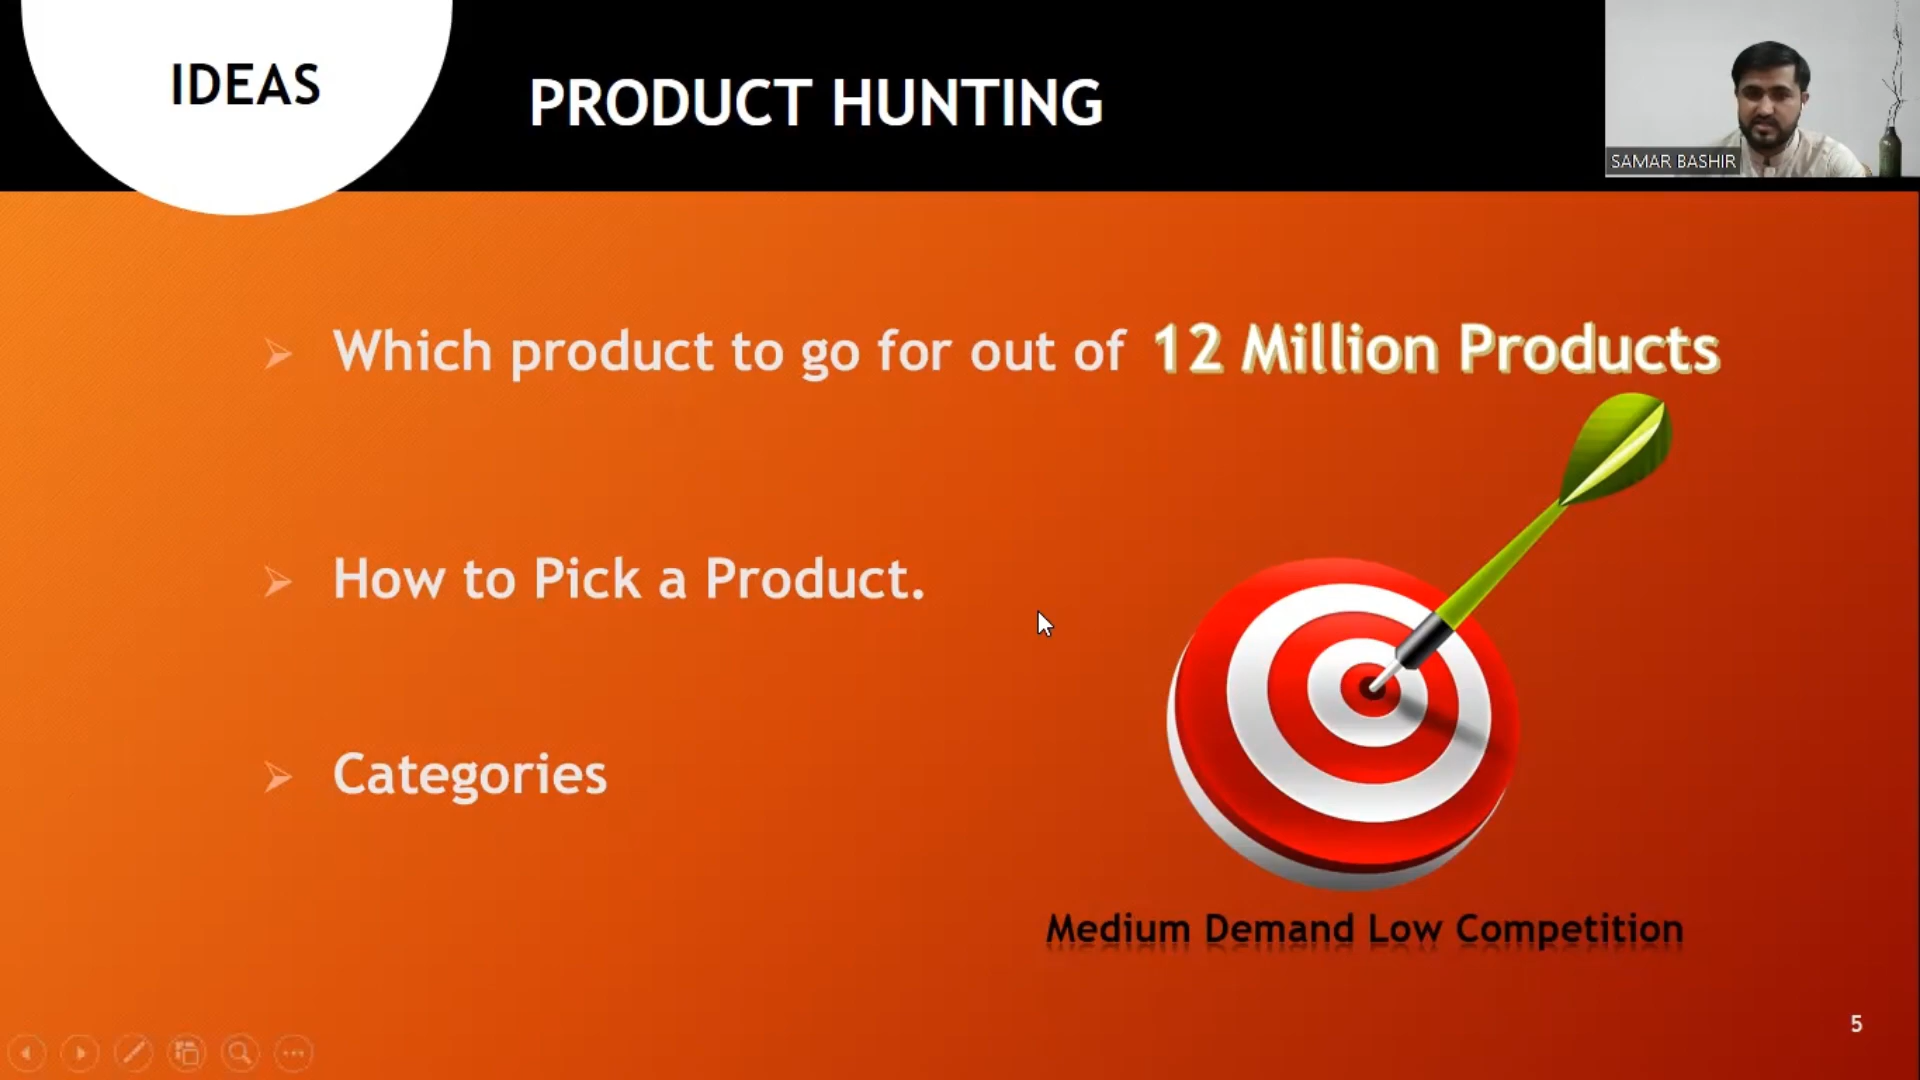 IDEAS
PRODUCT HUNTING
SAMAR BASHIR
Which product to go for out of 12 Million Products
How to Pick a Product.
Categories
Medium Demand Low Competition
5